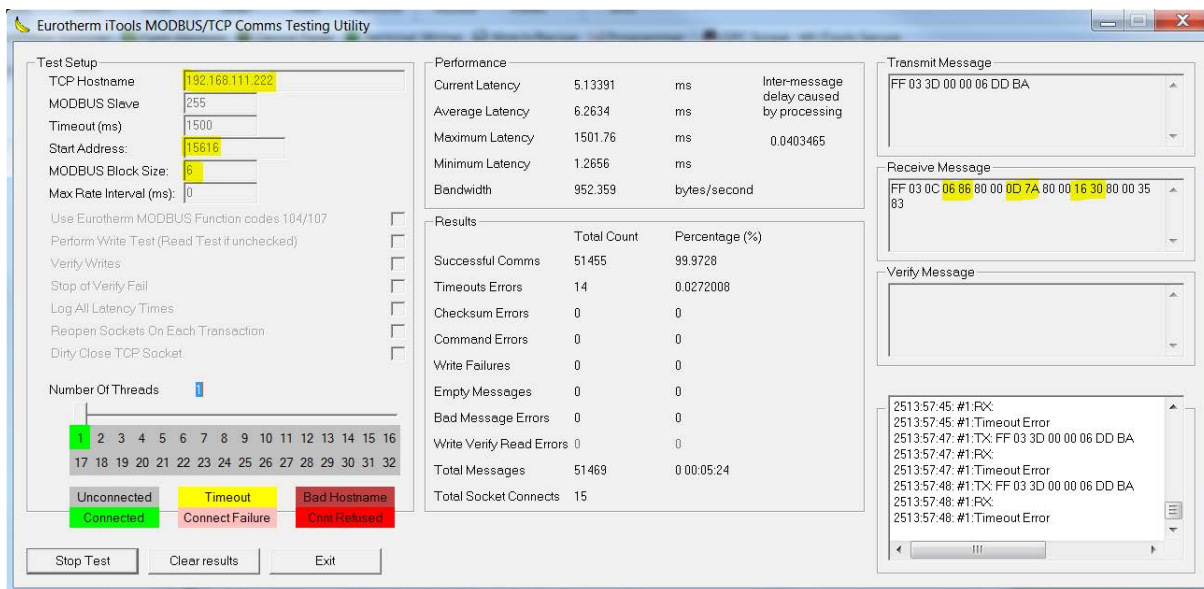 Eurotherm iTools MODBUS/TCP Comms Testing Utility
Test Setup
TCP Hostname 192.168.111.222
MODBUS Slave 255
Timeout (ms) 1500
Start Address: 15616
MODBUS Block Size: 6
Max Rate Interval (ms): 0
Use Eurotherm MODBUS Function codes 104/107
Perform Write Test (Read Test if unchecked)
Verify Writes
Stop of Verify Fail
Log All Latency Times
Reopen Sockets On Each Transaction
Dirty Close TCP Socket
Number Of Threads 1
1 2 3 4 5 6 7 8 9 10 11 12 13 14 15 16
17 18 19 20 21 22 23 24 25 26 27 28 29 30 31 32
Unconnected Timeout Bad Hostname
Connected Connect Failure Cnnt Refused
Stop Test Clear results Exit
Performance
Current Latency 5.13391 ms
Average Latency 6.2634 ms
Maximum Latency 1501.76 ms
Minimum Latency 1.2656 ms
Bandwidth 952.359 bytes/second
Inter-message
delay caused
by processing
0.0403465
Results
Total Count Percentage (%)
Successful Comms 51455 99.9728
Timeouts Errors 14 0.0272008
Checksum Errors 0 0
Command Errors 0 0
Write Failures 0 0
Empty Messages 0 0
Bad Message Errors 0 0
Write Verify Read Errors 0 0
Total Messages 51469 0 00:05:24
Total Socket Connects 15
Transmit Message
FF 03 3D 00 00 06 DD BA
Receive Message
FF 03 0C 06 86 80 00 0D 7A 80 00 16 30 80 00 35
83
Verify Message
2513:57:45: #1:RX:
2513:57:45: #1:Timeout Error
2513:57:47: #1:TX: FF 03 3D 00 00 06 DD BA
2513:57:47: #1:RX:
2513:57:47: #1:Timeout Error
2513:57:48: #1:TX: FF 03 3D 00 00 06 DD BA
2513:57:48: #1:RX:
2513:57:48: #1:Timeout Error